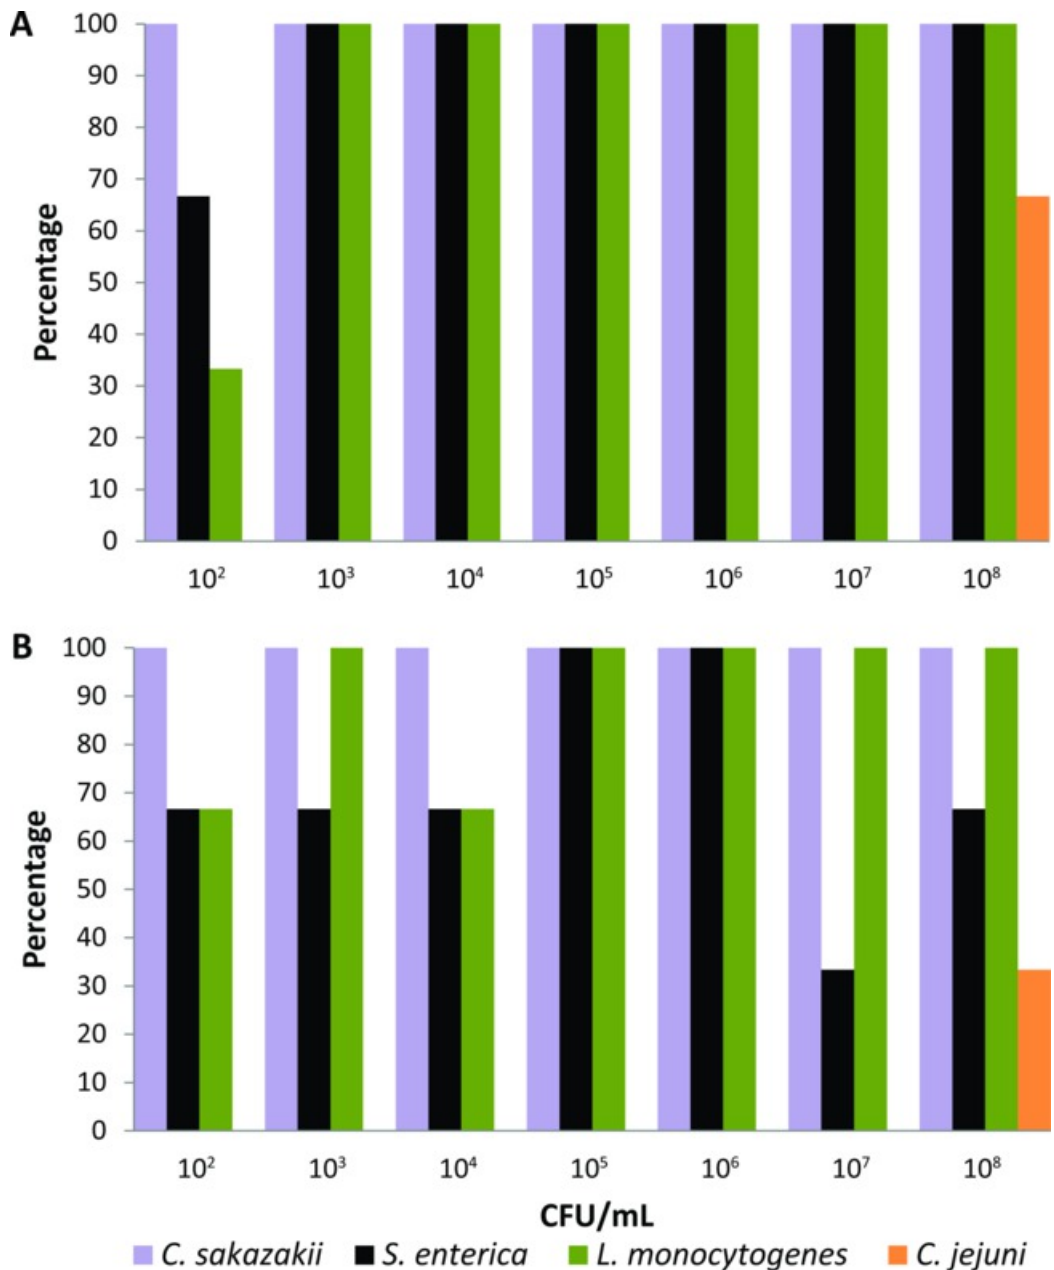 A
Percentage
100
90
80
70
60
50
40
30
20
10
0
10² 10³ 10⁴ 10⁵ 10⁶ 10⁷ 10⁸
B
Percentage
100
90
80
70
60
50
40
30
20
10
0
10² 10³ 10⁴ 10⁵ 10⁶ 10⁷ 10⁸
CFU/mL
C. sakazakii S. enterica L. monocytogenes C. jejuni